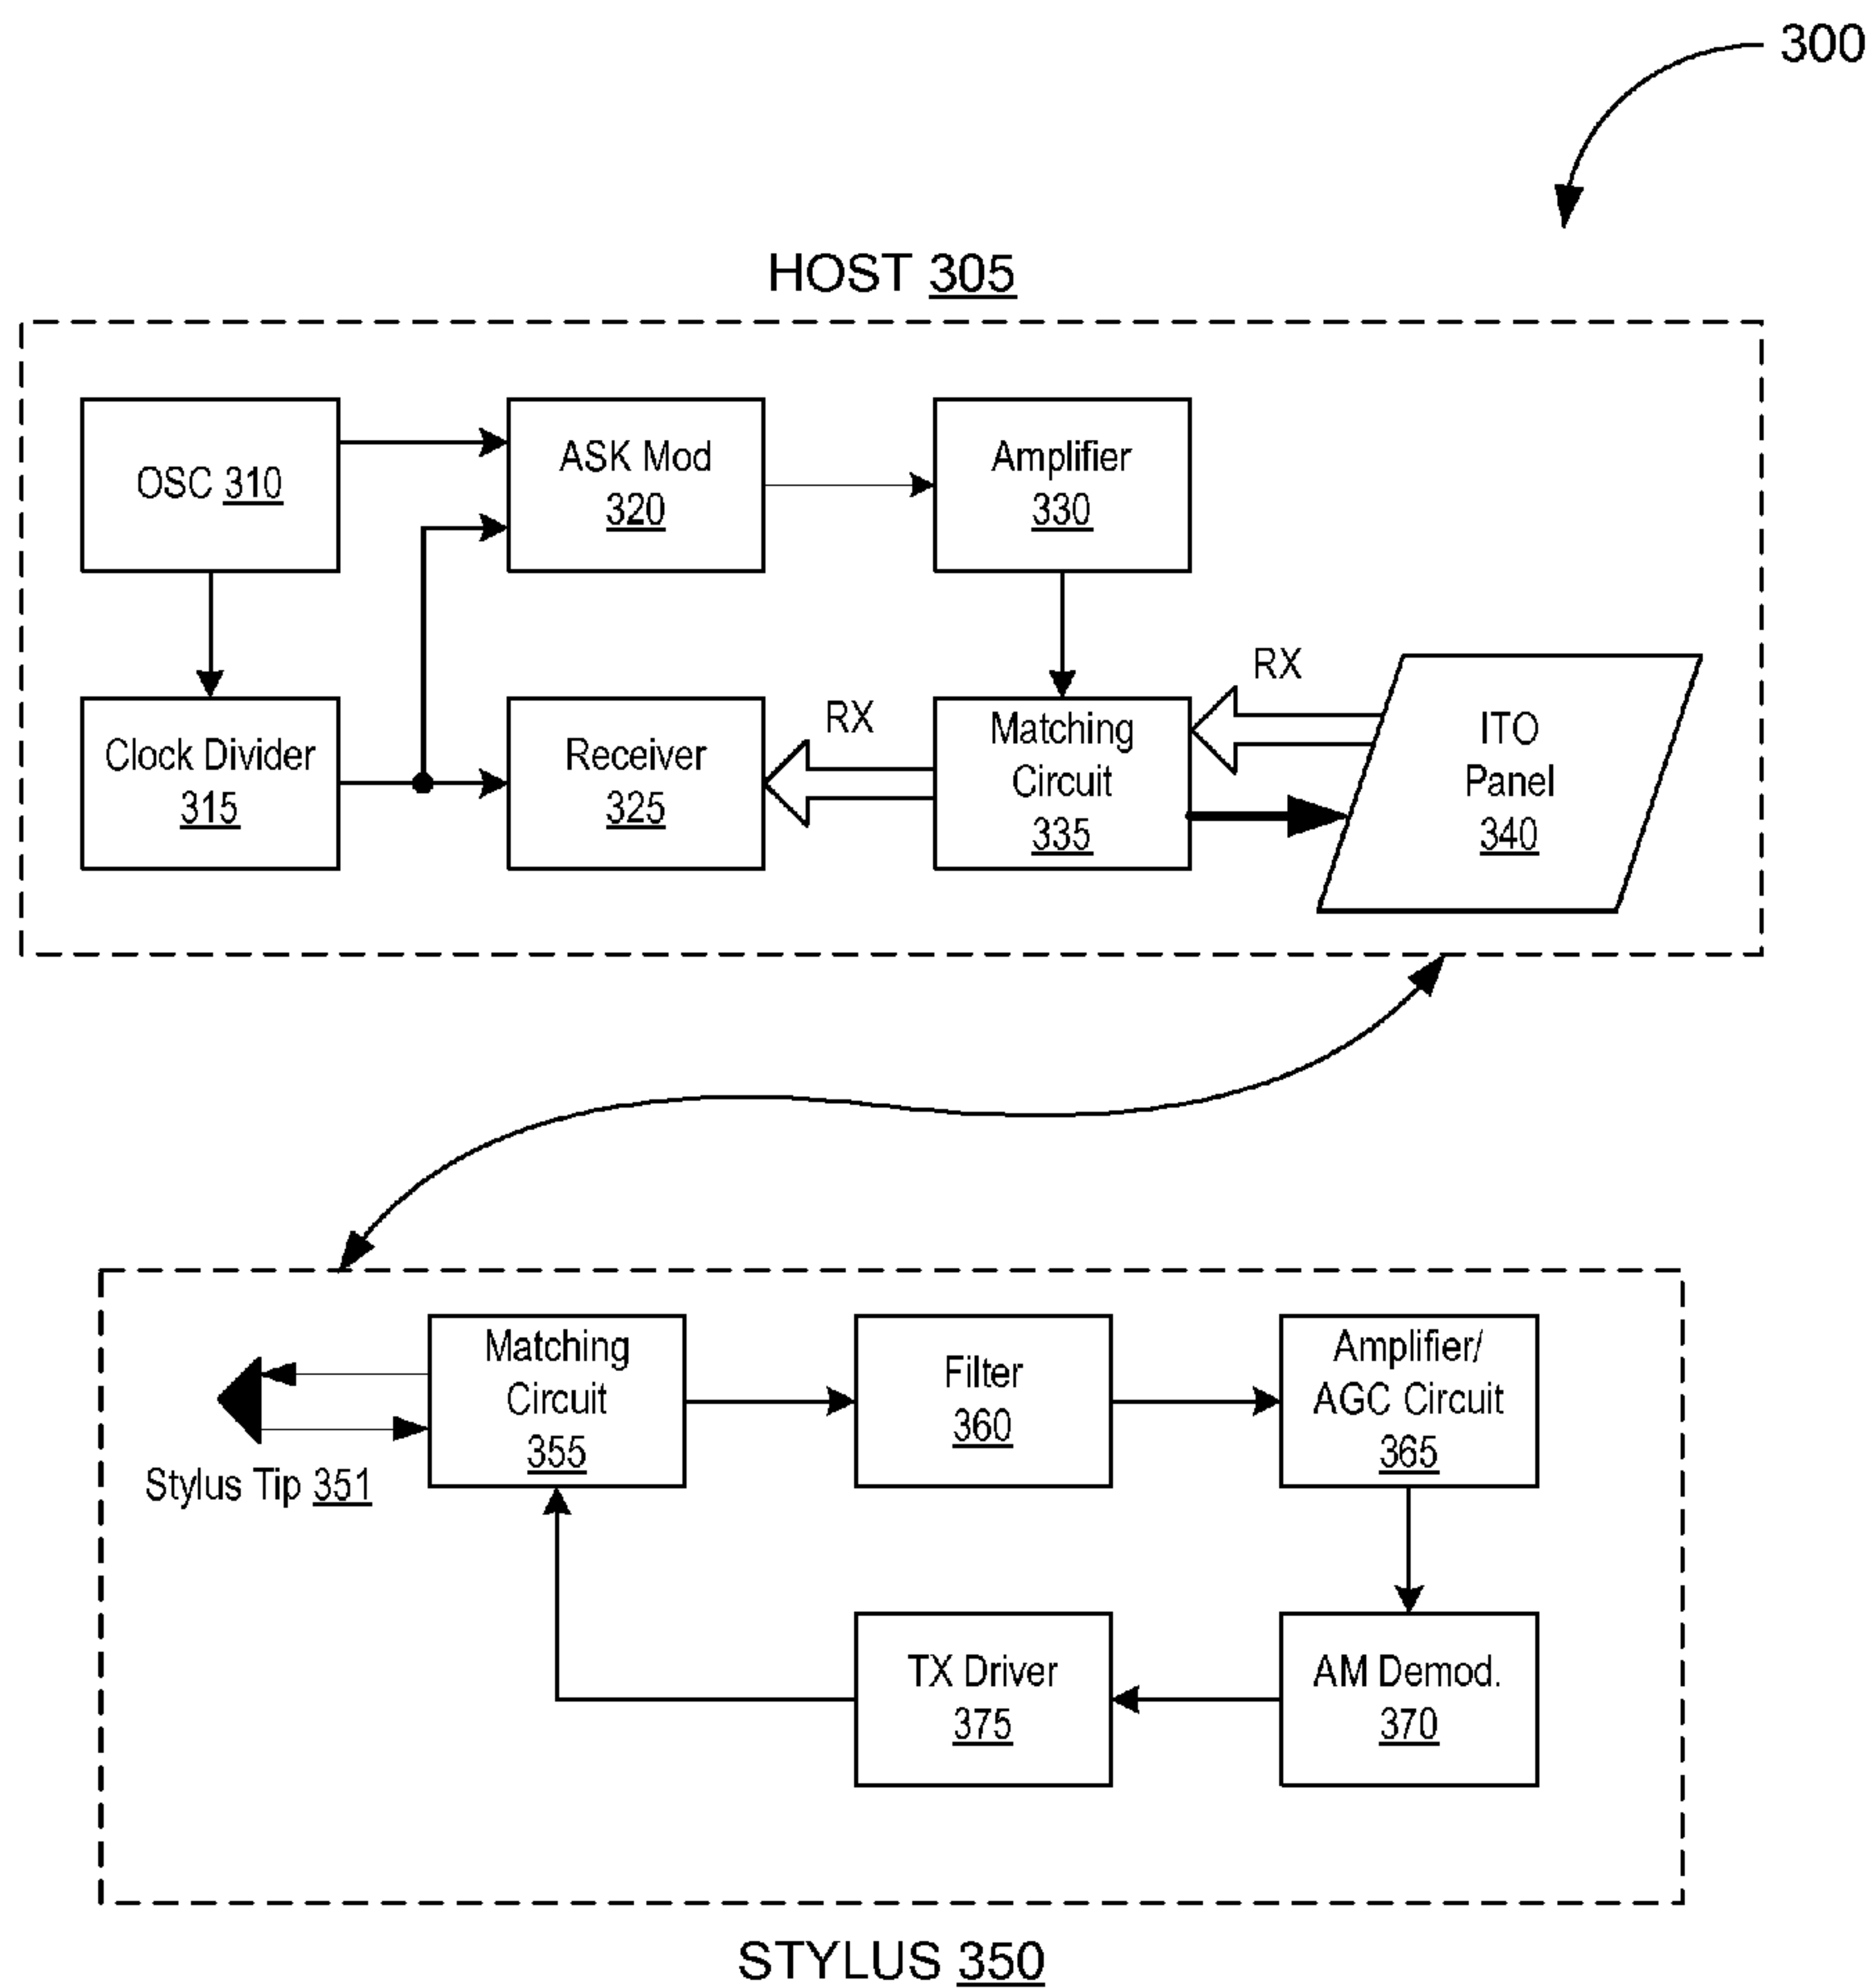 300
HOST 305
OSC 310
ASK Mod
320
Amplifier
330
Clock Divider
315
Receiver
325
RX
Matching
Circuit
335
RX
ITO
Panel
340
Stylus Tip 351
Matching
Circuit
355
Filter
360
Amplifier/
AGC Circuit
365
TX Driver
375
AM Demod.
370
STYLUS 350